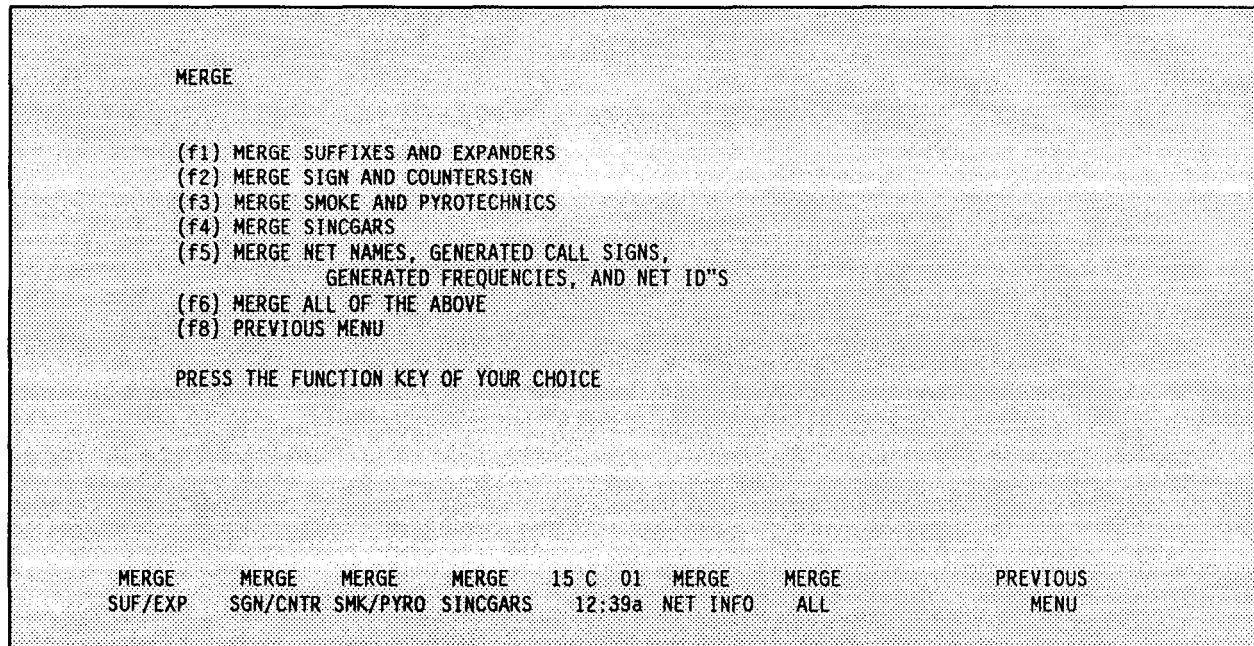 MERGE
(f1) MERGE SUFFIXES AND EXPANDERS
(f2) MERGE SIGN AND COUNTERSIGN
(f3) MERGE SMOKE AND PYROTECHNICS
(f4) MERGE SINCGARS
(f5) MERGE NET NAMES, GENERATED CALL SIGNS,
GENERATED FREQUENCIES, AND NET ID"S
(f6) MERGE ALL OF THE ABOVE
(f8) PREVIOUS MENU
PRESS THE FUNCTION KEY OF YOUR CHOICE
MERGE MERGE MERGE MERGE 15 C 01 MERGE MERGE PREVIOUS
SUF/EXP SGN/CNTR SMK/PYRO SINCGARS 12:39a NET INFO ALL MENU